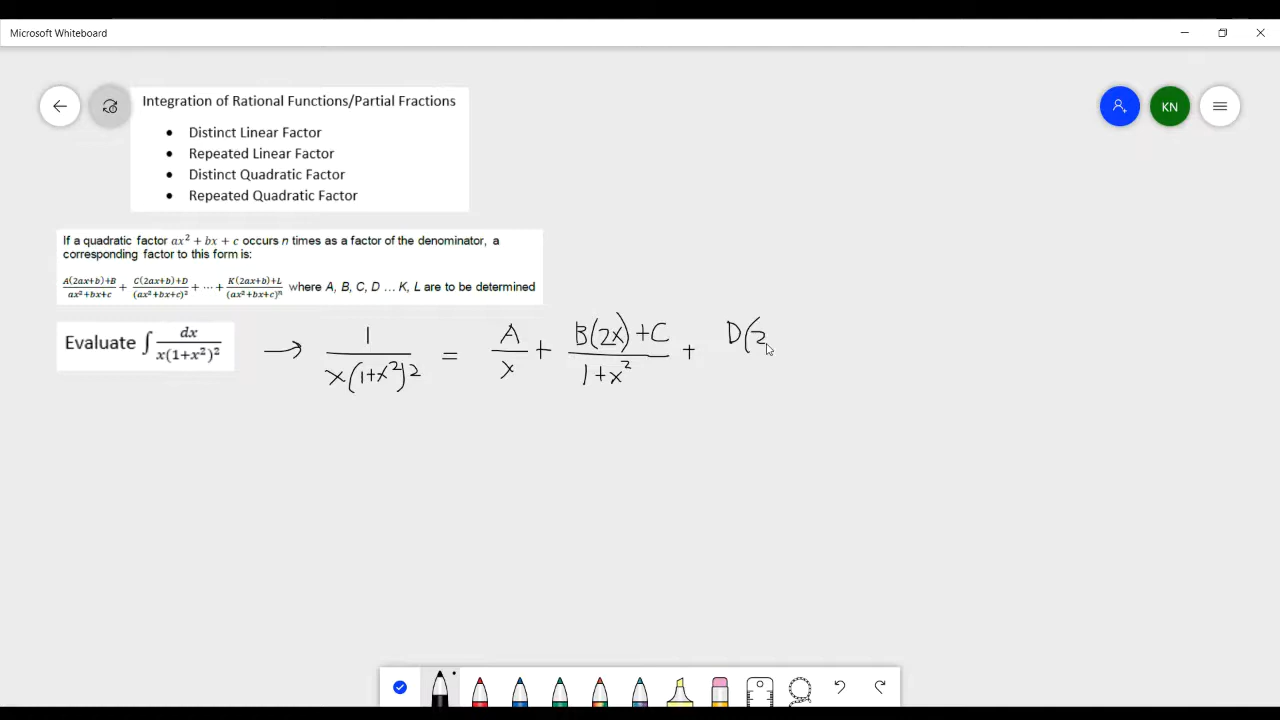 Microsoft Whiteboard
Integration of Rational Functions/Partial Fractions
• Distinct Linear Factor
• Repeated Linear Factor
• Distinct Quadratic Factor
• Repeated Quadratic Factor
KN
If a quadratic factor ax² + bx + c occurs n times as a factor of the denominator, a
corresponding factor to this form is:
A(2ax+b)+B/ax²+bx+c + C(2ax+b)+D/(ax²+bx+c)² + ⋯ + K(2ax+b)+L/(ax²+bx+c)ⁿ where A, B, C, D … K, L are to be determined
Evaluate ∫ dx/x(1+x²)² → 1/x(1+x²)² = A/x + B(2x)+C/1+x² + D(2